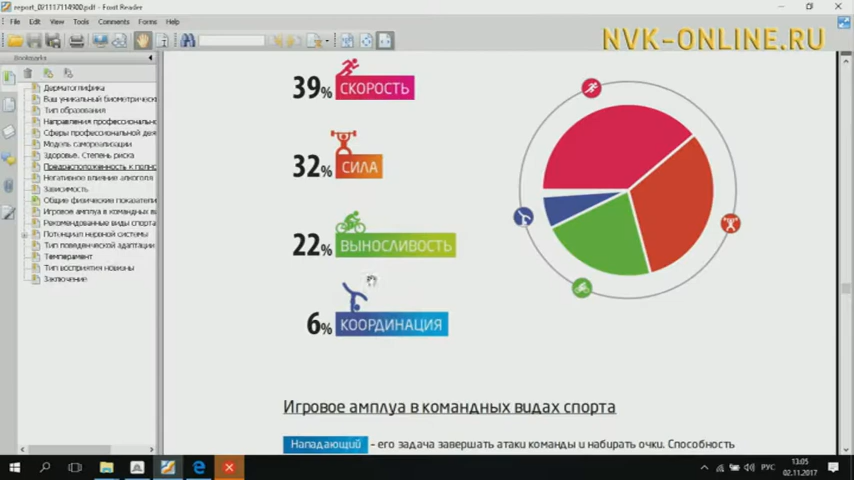 report_021117114900.pdf - Foxit Reader
File Edit View Tools Comments Forms Help
NVK-ONLINE.RU
Bookmarks
Дерматоглифика
Ваш уникальный биометрически
Тип образования
Направления профессионально
Сферы профессиональной дея
Модель самореализации
Здоровье. Степень риска
Предрасположенность к полно
Негативное влияние алкоголя
Зависимость
Общие физические показатели
Игровое амплуа в командных ви
Рекомендованные виды спорта
Потенциал нервной системы
Тип поведенческой адаптации
Темперамент
Тип восприятия новизны
Заключение
39% СКОРОСТЬ
32% СИЛА
22% ВЫНОСЛИВОСТЬ
6% КООРДИНАЦИЯ
Игровое амплуа в командных видах спорта
Нападающий - его задача завершать атаки команды и набирать очки. Способность
РУС
13:05
02.11.2017